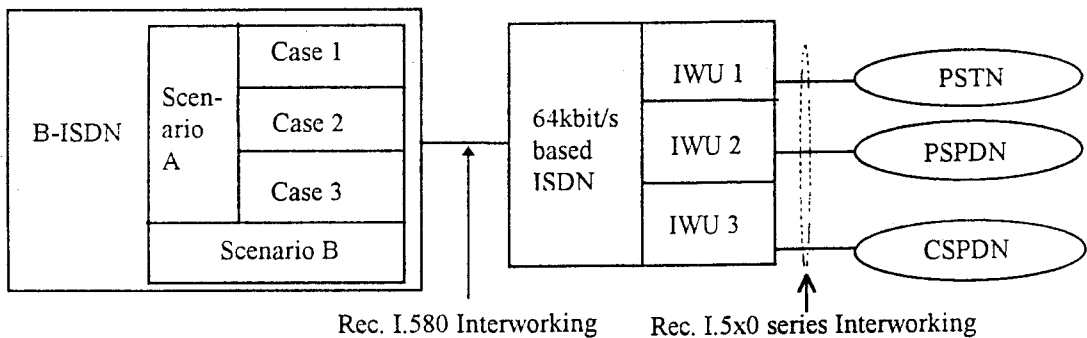 B-ISDN
Scen-
ario
A
Case 1
Case 2
Case 3
Scenario B
64kbit/s
based
ISDN
IWU 1
IWU 2
IWU 3
PSTN
PSPDN
CSPDN
Rec. I.580 Interworking
Rec. I.5x0 series Interworking